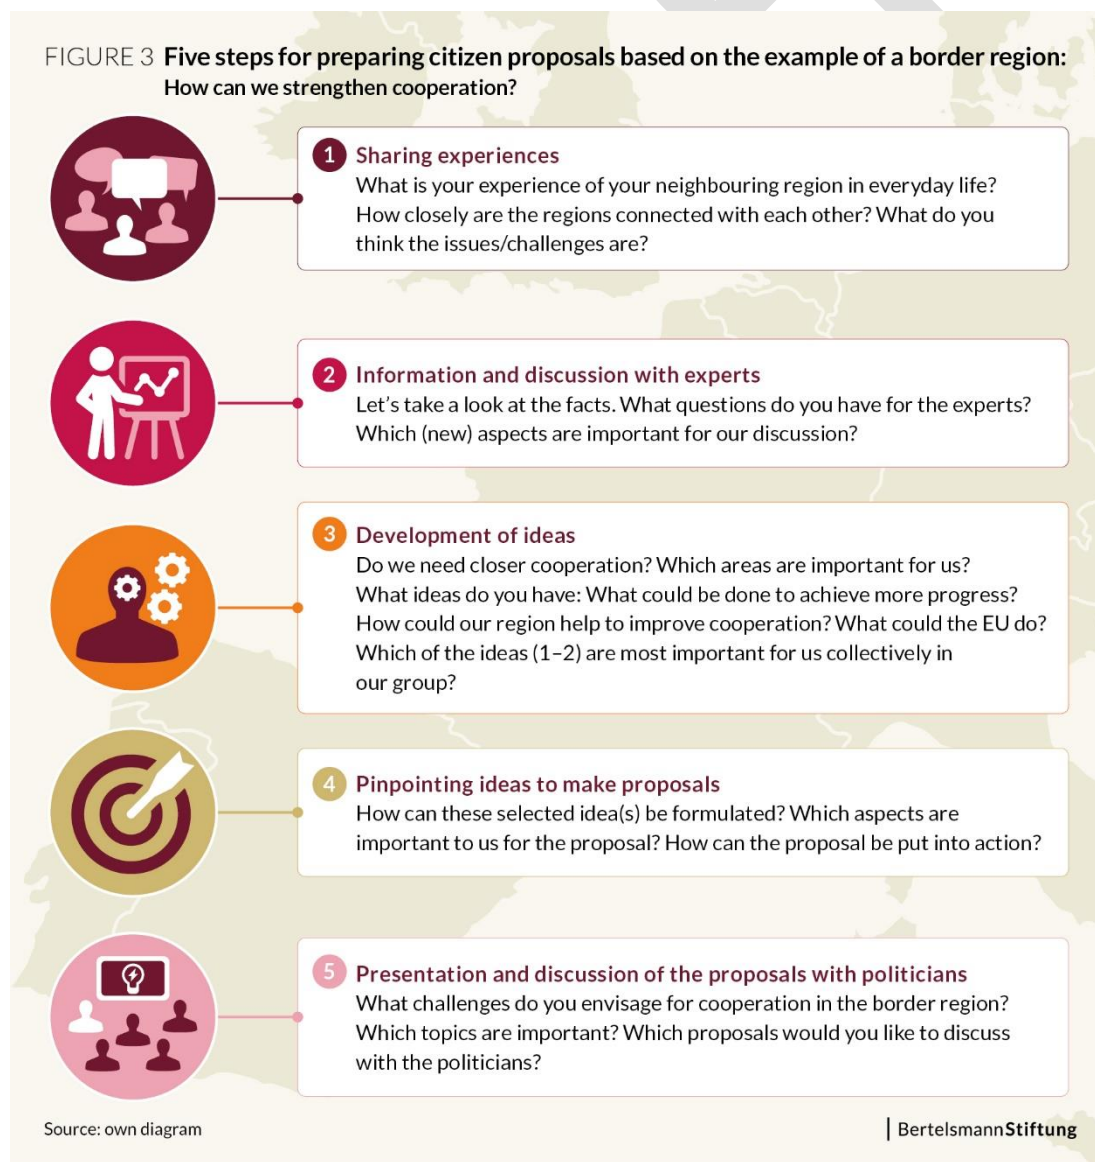 FIGURE 3 Five steps for preparing citizen proposals based on the example of a border region:
How can we strengthen cooperation?
1 Sharing experiences
What is your experience of your neighbouring region in everyday life?
How closely are the regions connected with each other? What do you
think the issues/challenges are?
2 Information and discussion with experts
Let's take a look at the facts. What questions do you have for the experts?
Which (new) aspects are important for our discussion?
3 Development of ideas
Do we need closer cooperation? Which areas are important for us?
What ideas do you have: What could be done to achieve more progress?
How could our region help to improve cooperation? What could the EU do?
Which of the ideas (1–2) are most important for us collectively in
our group?
4 Pinpointing ideas to make proposals
How can these selected idea(s) be formulated? Which aspects are
important to us for the proposal? How can the proposal be put into action?
5 Presentation and discussion of the proposals with politicians
What challenges do you envisage for cooperation in the border region?
Which topics are important? Which proposals would you like to discuss
with the politicians?
Source: own diagram
BertelsmannStiftung